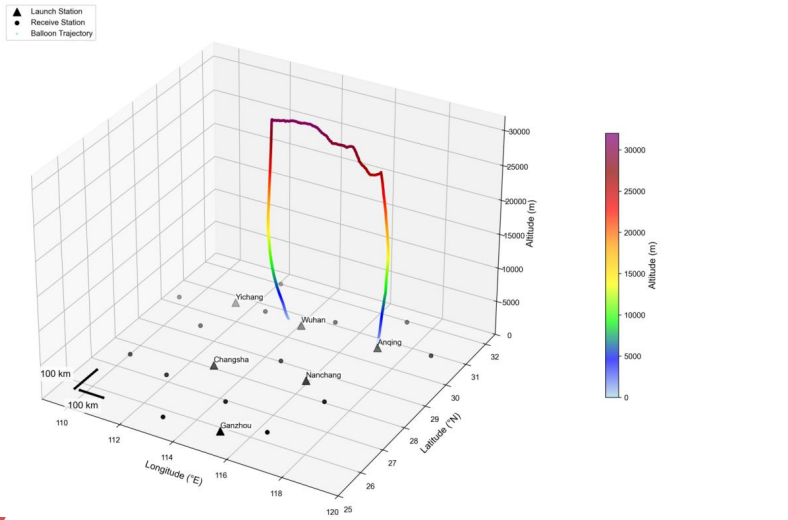 Launch Station
Receive Station
Balloon Trajectory
30000
25000
20000
15000
10000
5000
0
Altitude (m)
30000
25000
20000
15000
10000
5000
0
Altitude (m)
Yichang
Wuhan
Anqing
Changsha
Nanchang
Ganzhou
100 km
100 km
110
112
114
116
118
120
Longitude (°E)
25
26
27
28
29
30
31
32
Latitude (°N)